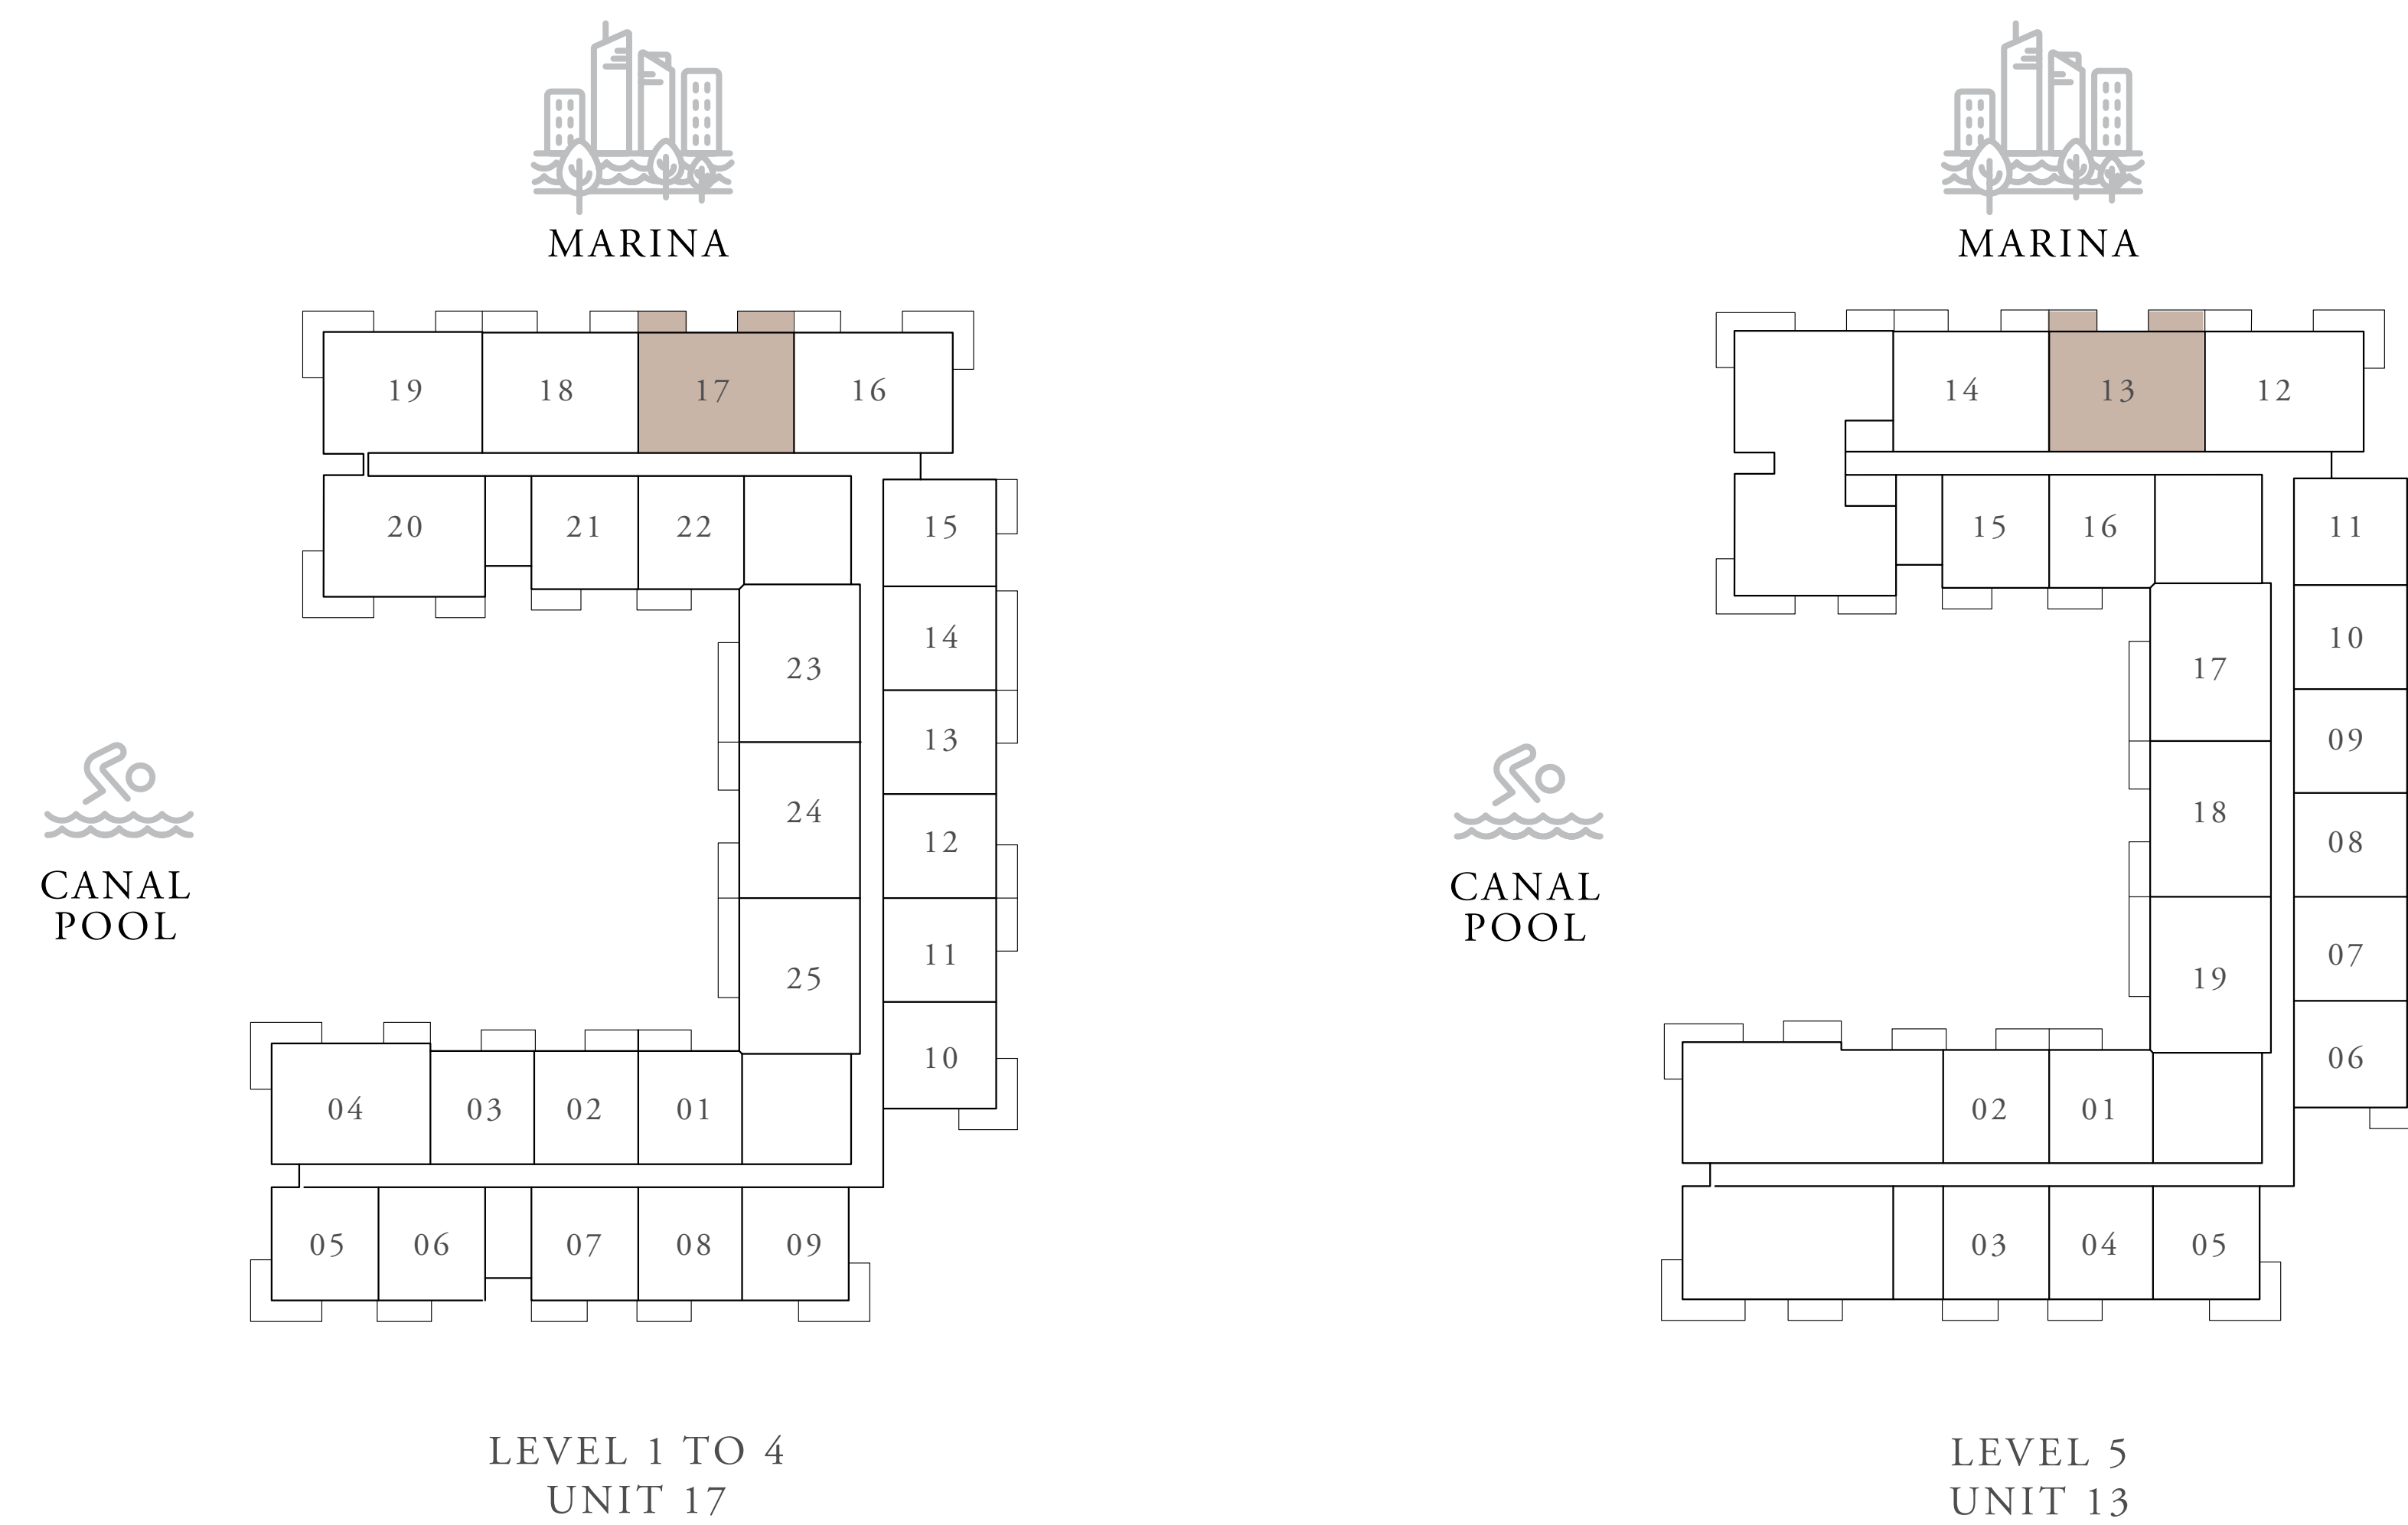 MARINA
19 18 17 16
20 21 22
15
14
23
13
24
12
11
25
10
04 03 02 01
05 06 07 08 09
CANAL
POOL
LEVEL 1 TO 4
UNIT 17
MARINA
14 13 12
15 16
11
10
17
09
18
08
07
19
06
02 01
03 04 05
CANAL
POOL
LEVEL 5
UNIT 13